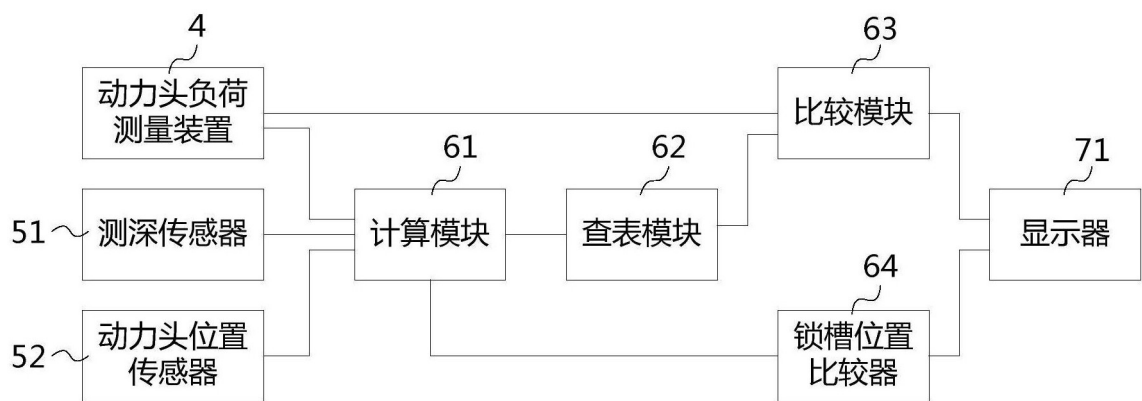 4
动力头负荷
测量装置
63
比较模块
61
计算模块
62
查表模块
71
显示器
51
测深传感器
52
动力头位置
传感器
64
锁槽位置
比较器